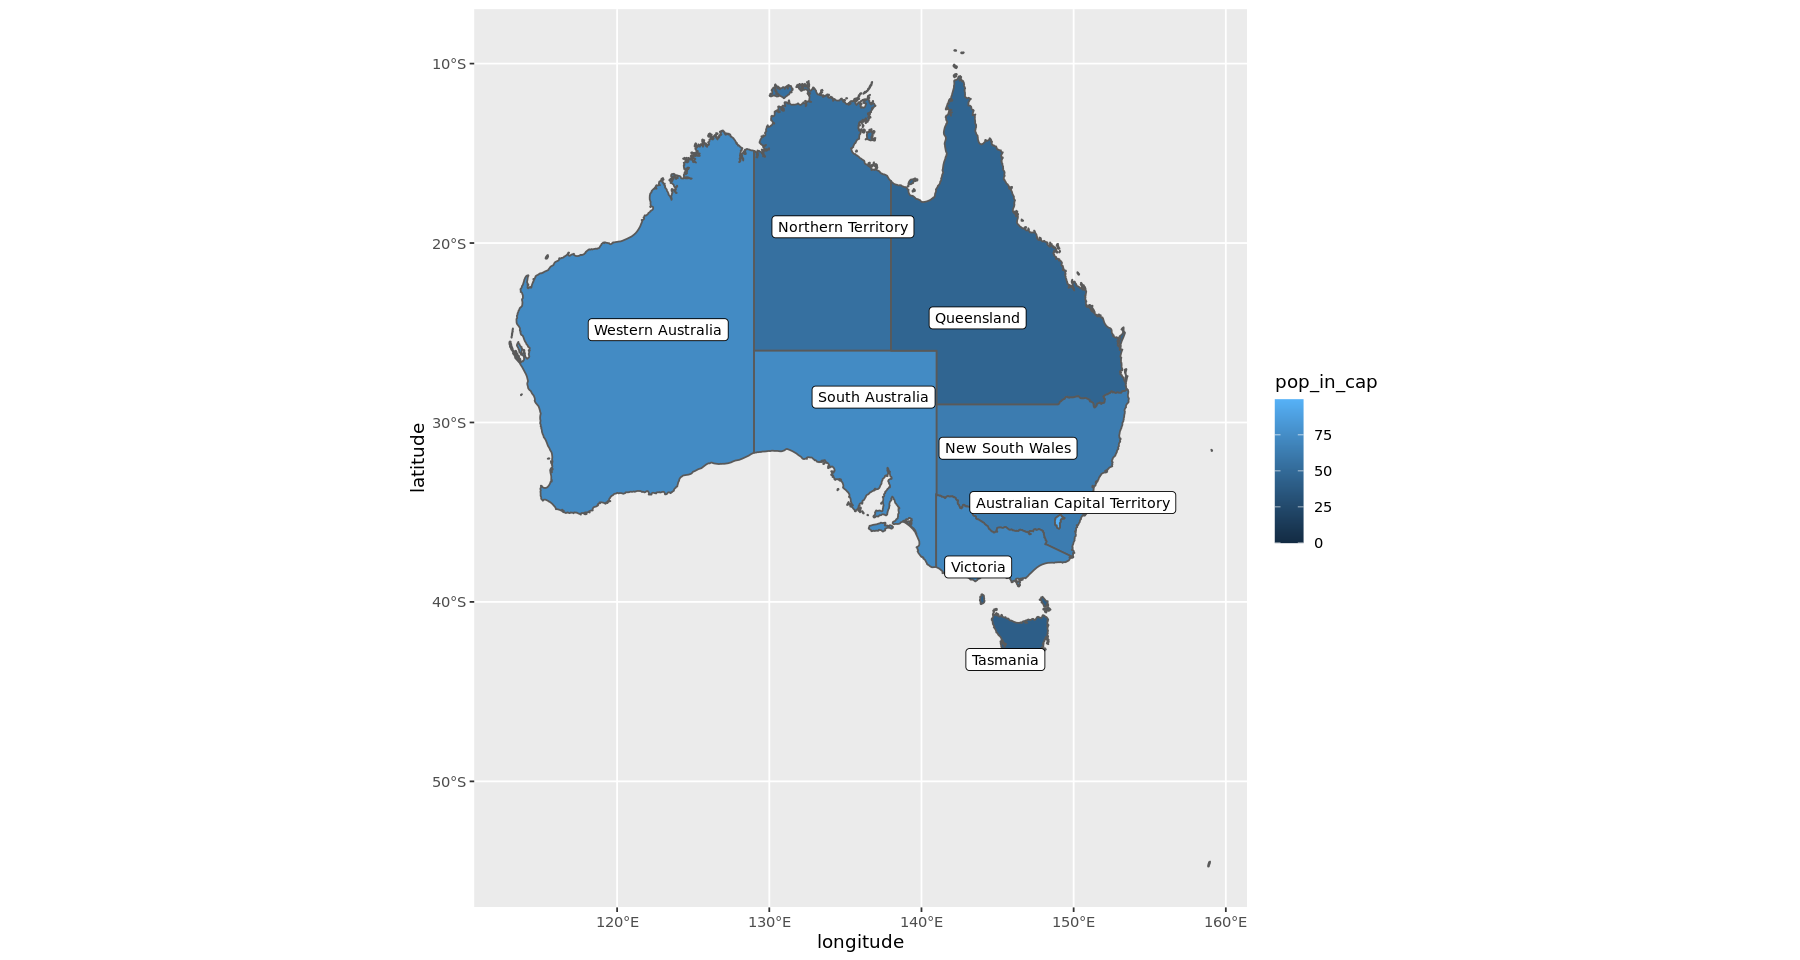 10°S
20°S
30°S
40°S
50°S
latitude
Northern Territory
Queensland
Western Australia
South Australia
New South Wales
Australian Capital Territory
Victoria
Tasmania
120°E
130°E
140°E
150°E
160°E
longitude
pop_in_cap
75
50
25
0